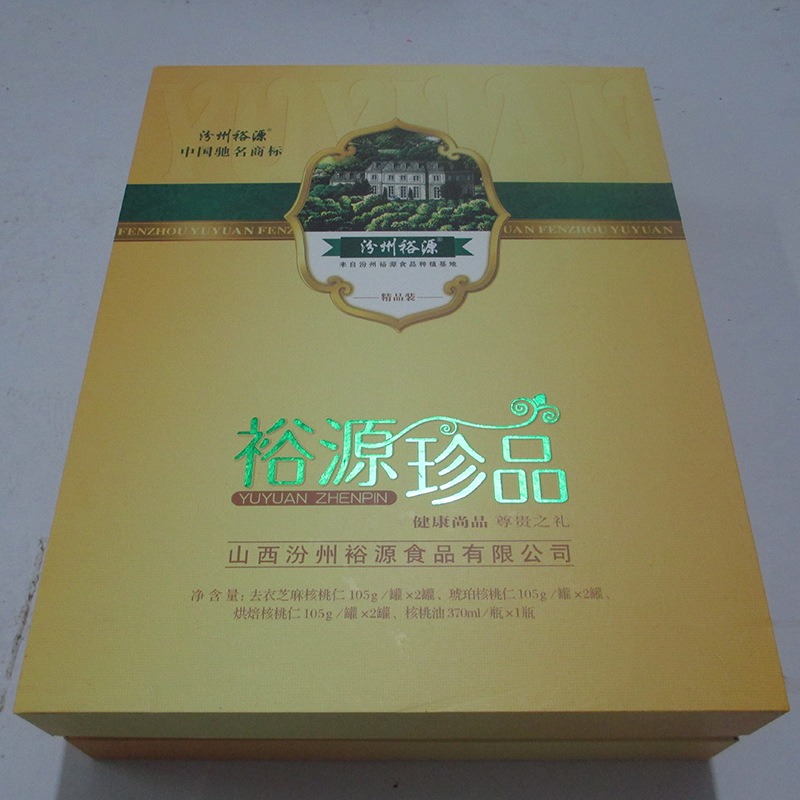 YUYUAN
汾州裕源®
中国驰名商标
FENZHOU YUYUAN FENZ
UAN FENZHOU YUYUAN
汾州裕源®
来自汾州裕源食品种植基地
精品装
裕源珍品
YUYUAN ZHENPIN
健康尚品 尊贵之礼
山西汾州裕源食品有限公司
净含量:去衣芝麻核桃仁105g/罐×2罐、琥珀核桃仁105g/罐×2罐、
烘焙核桃仁105g/罐×2罐、核桃油370ml/瓶×1瓶